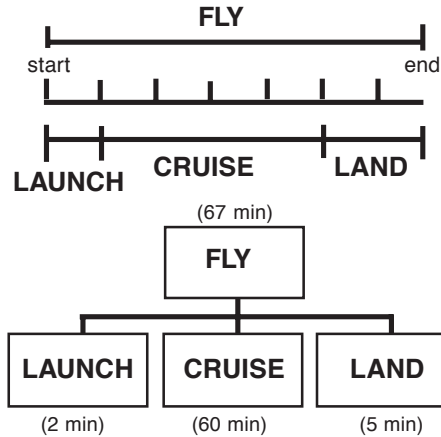 FLY
start end
CRUISE LAND
LAUNCH
(67 min)
FLY
LAUNCH CRUISE LAND
(2 min) (60 min) (5 min)